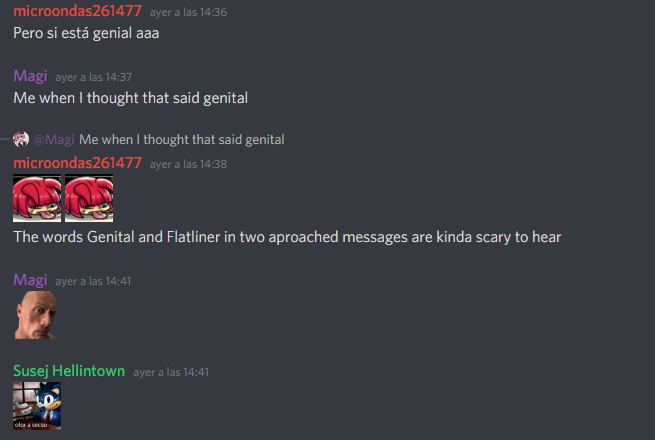 microondas261477 ayer a las 14:36
Pero si está genial aaa
Magi ayer a las 14:37
Me when I thought that said genital
@Magi Me when I thought that said genital
microondas261477 ayer a las 14:38
The words Genital and Flatliner in two aproached messages are kinda scary to hear
Magi ayer a las 14:41
Susej Hellintown ayer a las 14:41
olor a secso